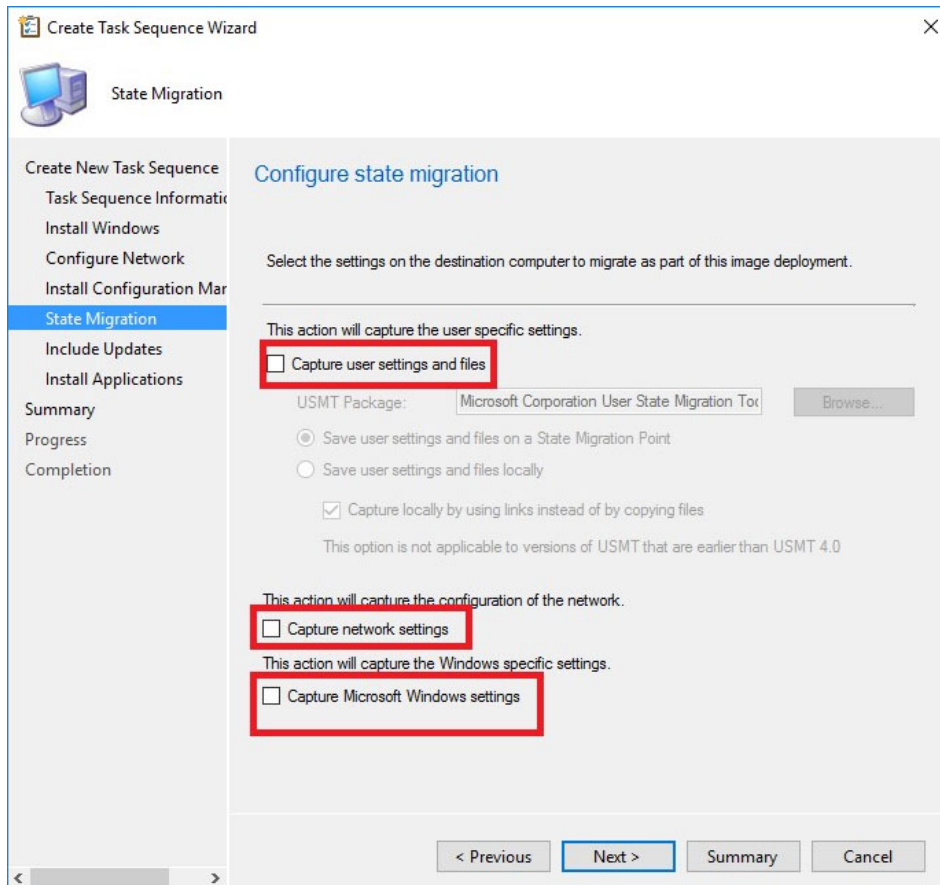 Create Task Sequence Wizard
State Migration
Create New Task Sequence
Task Sequence Informatic
Install Windows
Configure Network
Install Configuration Mar
State Migration
Include Updates
Install Applications
Summary
Progress
Completion
Configure state migration
Select the settings on the destination computer to migrate as part of this image deployment.
This action will capture the user specific settings.
Capture user settings and files
USMT Package: Microsoft Corporation User State Migration Too Browse...
Save user settings and files on a State Migration Point
Save user settings and files locally
Capture locally by using links instead of by copying files
This option is not applicable to versions of USMT that are earlier than USMT 4.0
This action will capture the configuration of the network.
Capture network settings
This action will capture the Windows specific settings.
Capture Microsoft Windows settings
< Previous Next > Summary Cancel